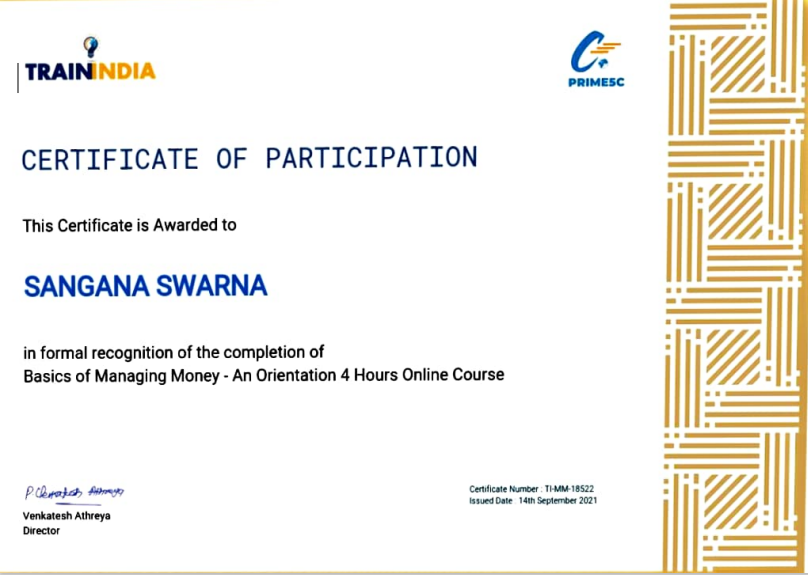 TRAININDIA
PRIMESC
CERTIFICATE OF PARTICIPATION
This Certificate is Awarded to
SANGANA SWARNA
in formal recognition of the completion of
Basics of Managing Money - An Orientation 4 Hours Online Course
Venkatesh Athreya
Director
Certificate Number : TI-MM-18522
Issued Date : 14th September 2021